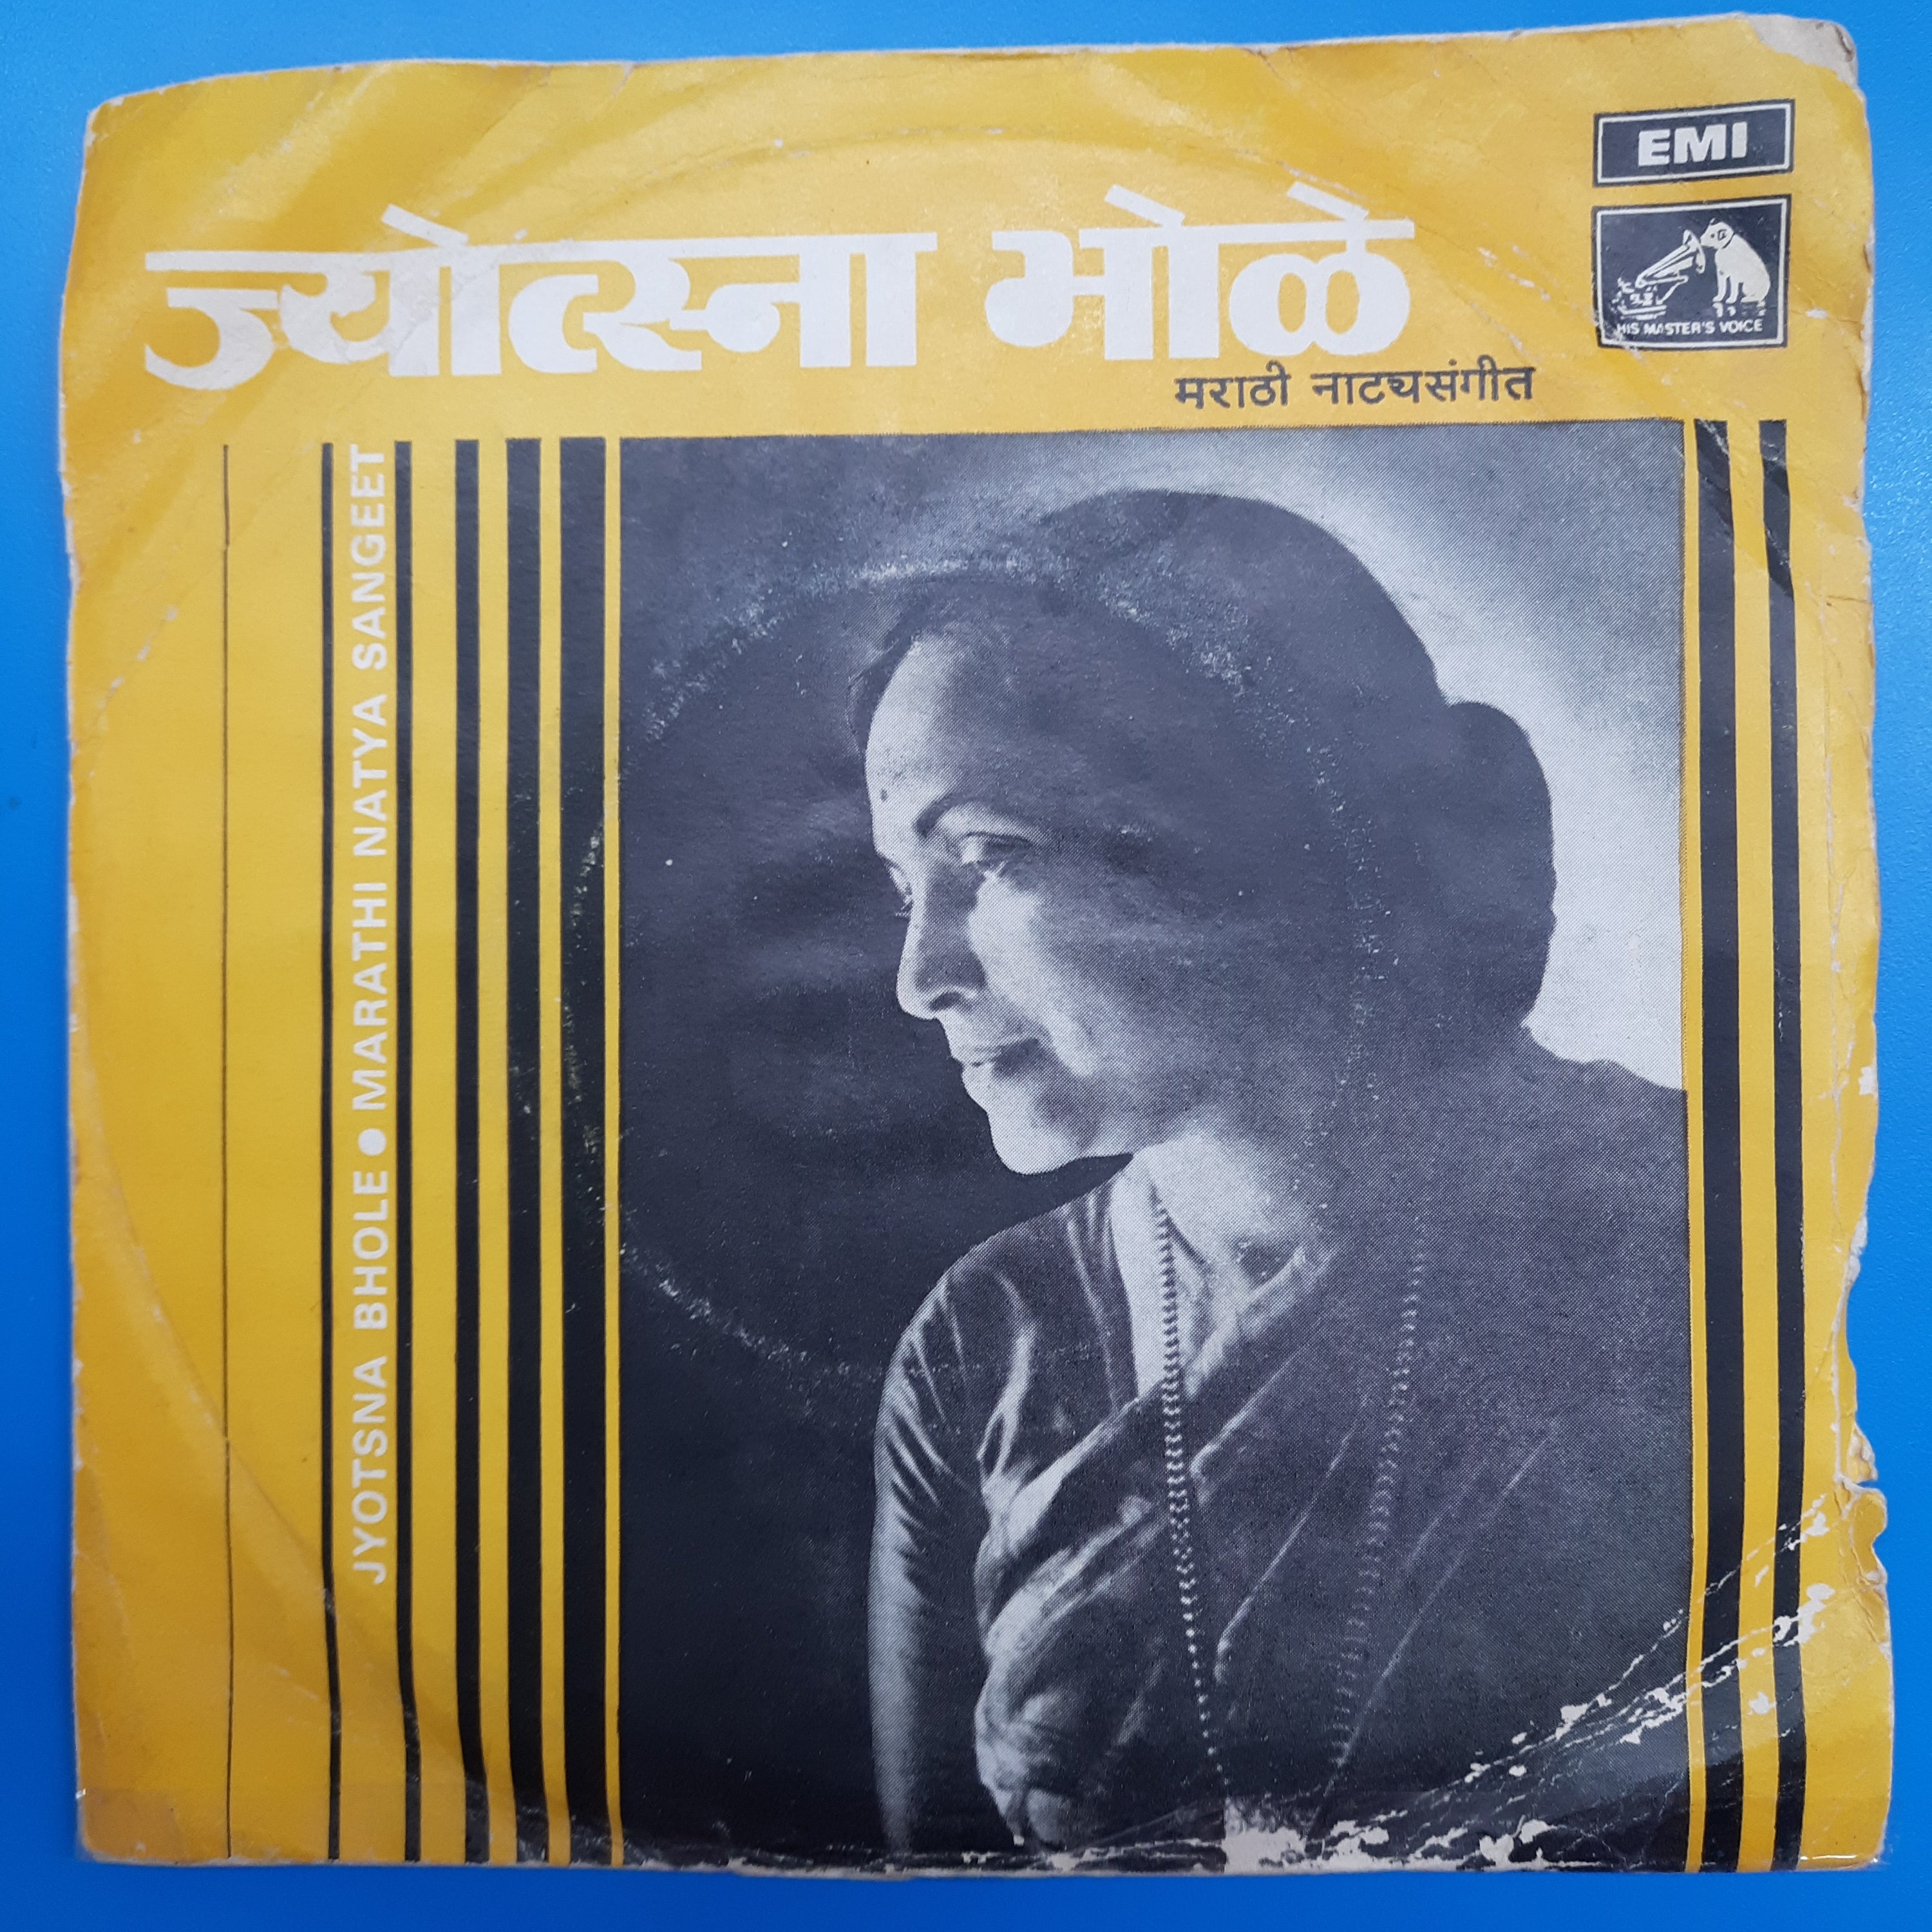 EMI
HIS MASTER'S VOICE
ज्योत्स्ना भोळे
मराठी नाट्यसंगीत
JYOTSNA BHOLE ● MARATHI NATYA SANGEET